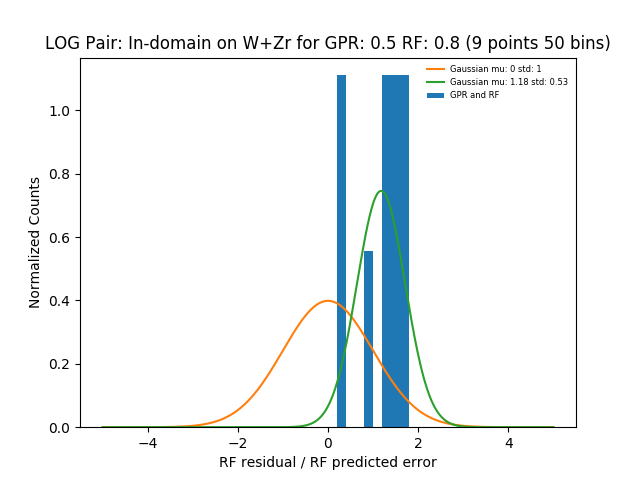 LOG Pair: In-domain on W+Zr for GPR: 0.5 RF: 0.8 (9 points 50 bins)
Gaussian mu: 0 std: 1
Gaussian mu: 1.18 std: 0.53
GPR and RF
Normalized Counts
1.0
0.8
0.6
0.4
0.2
0.0
−4 −2 0 2 4
RF residual / RF predicted error